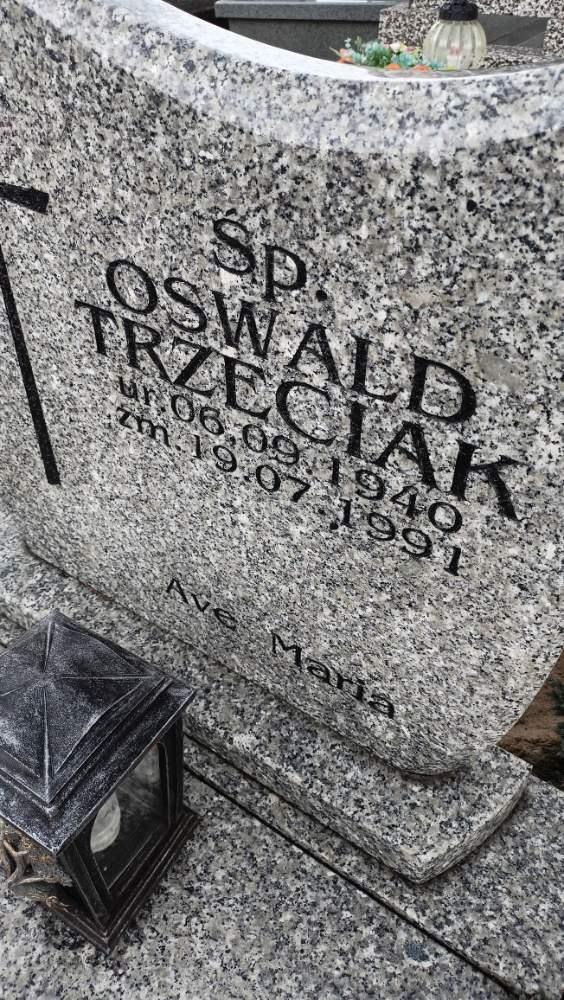 Śp.
OSWALD
TRZECIAK
ur.06.09.1940
zm.19.07.1991
Ave Maria